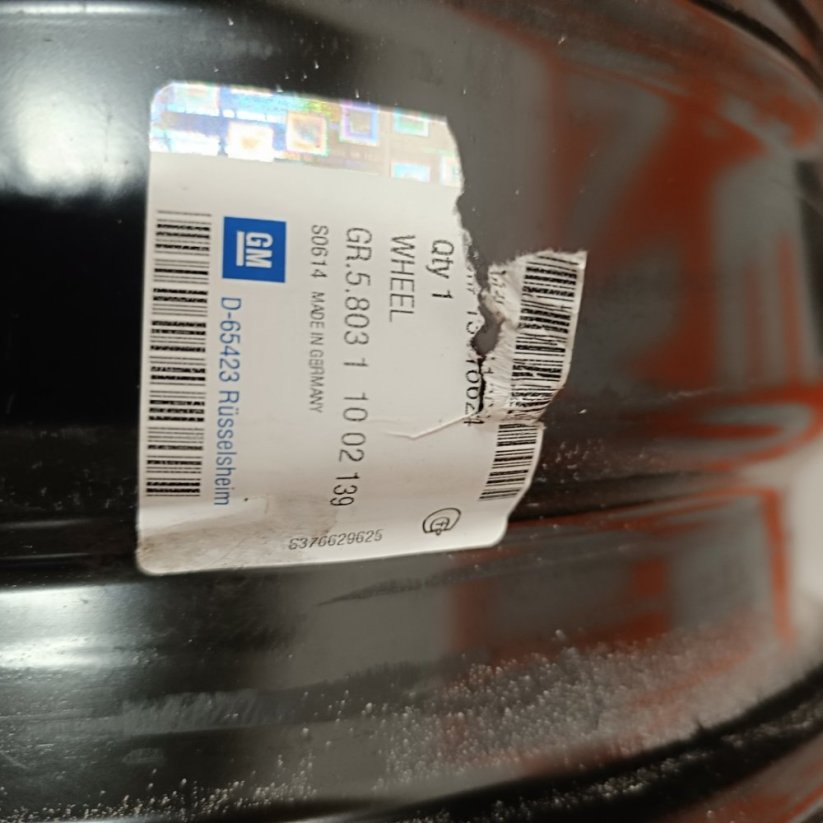 Qty 1
WHEEL
GR.5.803 1 10 02 139
S0614 MADE IN GERMANY
GM D-65423 Rüsselsheim
S376629625